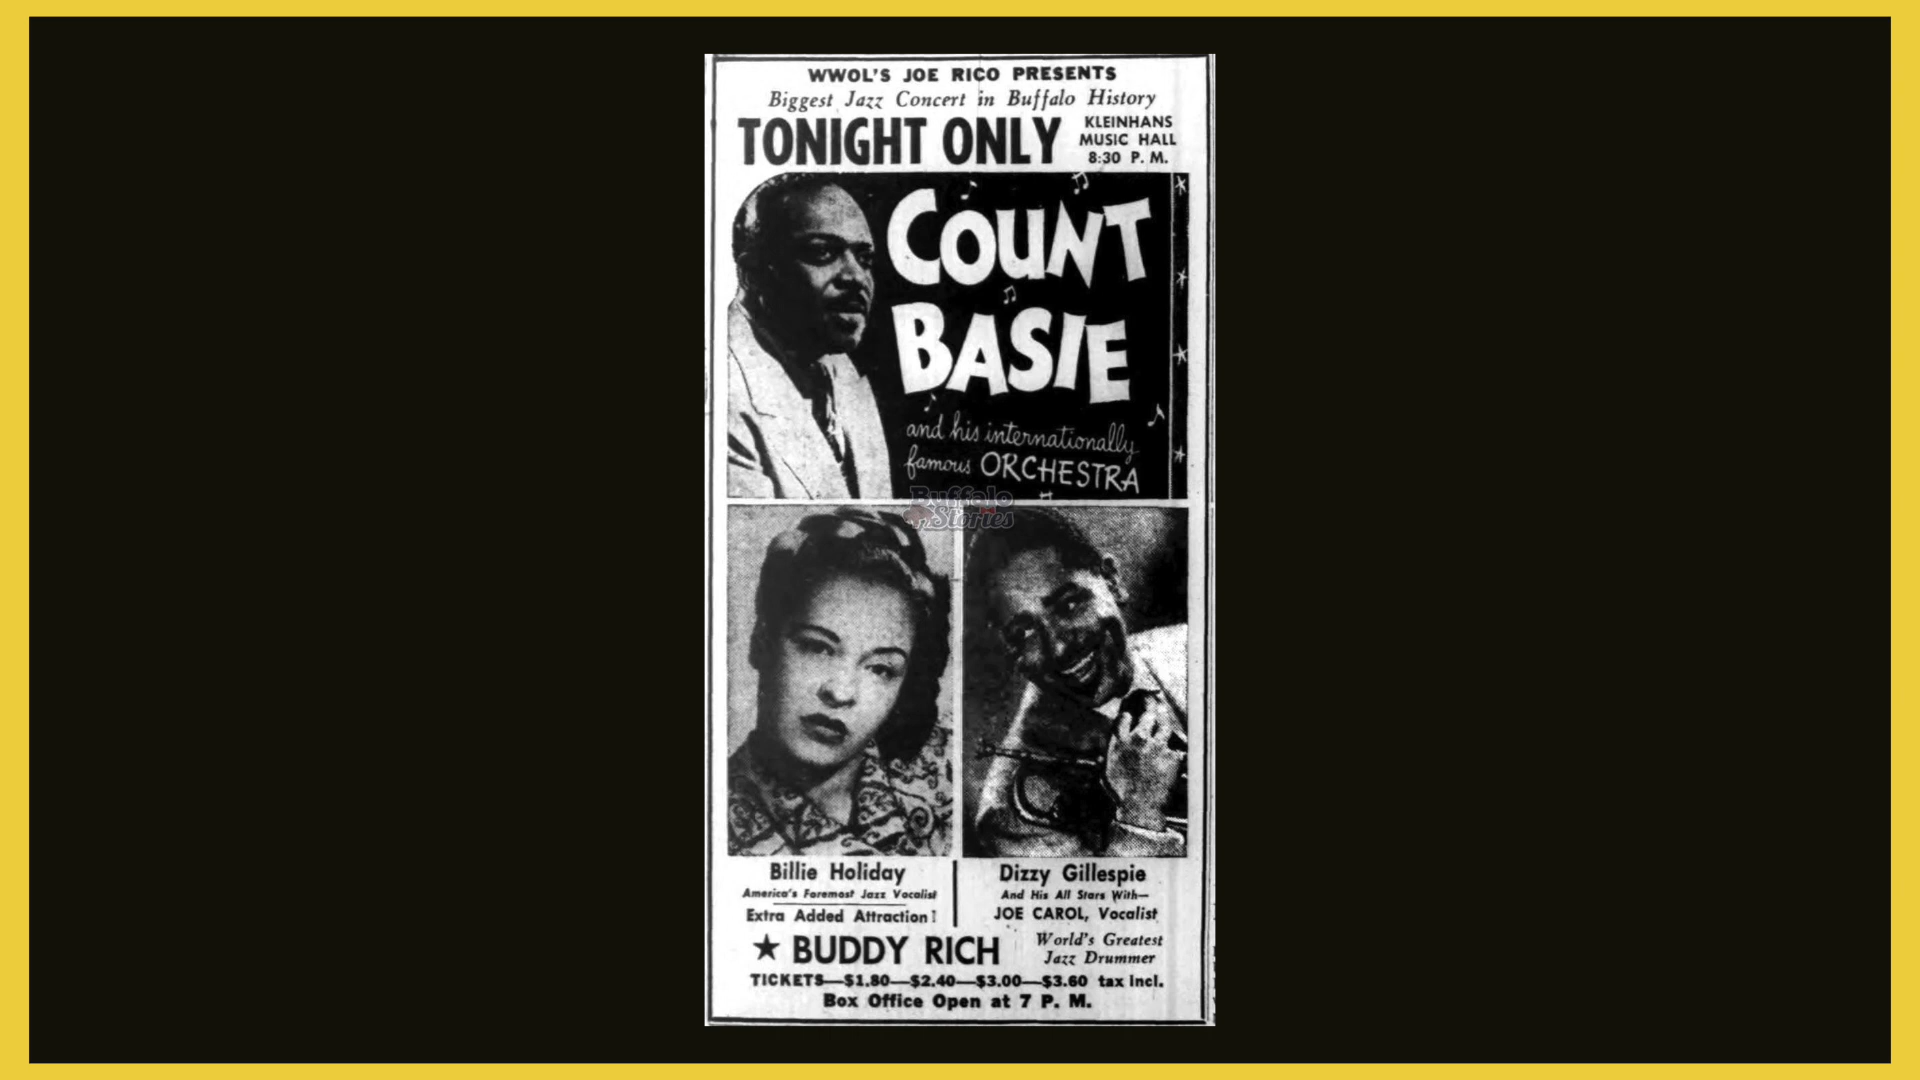 WWOL'S JOE RICO PRESENTS
Biggest Jazz Concert in Buffalo History
TONIGHT ONLY
KLEINHANS
MUSIC HALL
8:30 P. M.
COUNT
BASIE
and his internationally
famous ORCHESTRA
Buffalo
Stories
Billie Holiday
America's Foremost Jazz Vocalist
Extra Added Attraction!
Dizzy Gillespie
And His All Stars With—
JOE CAROL, Vocalist
★ BUDDY RICH
World's Greatest
Jazz Drummer
TICKETS—$1.80—$2.40—$3.00—$3.60 tax incl.
Box Office Open at 7 P. M.